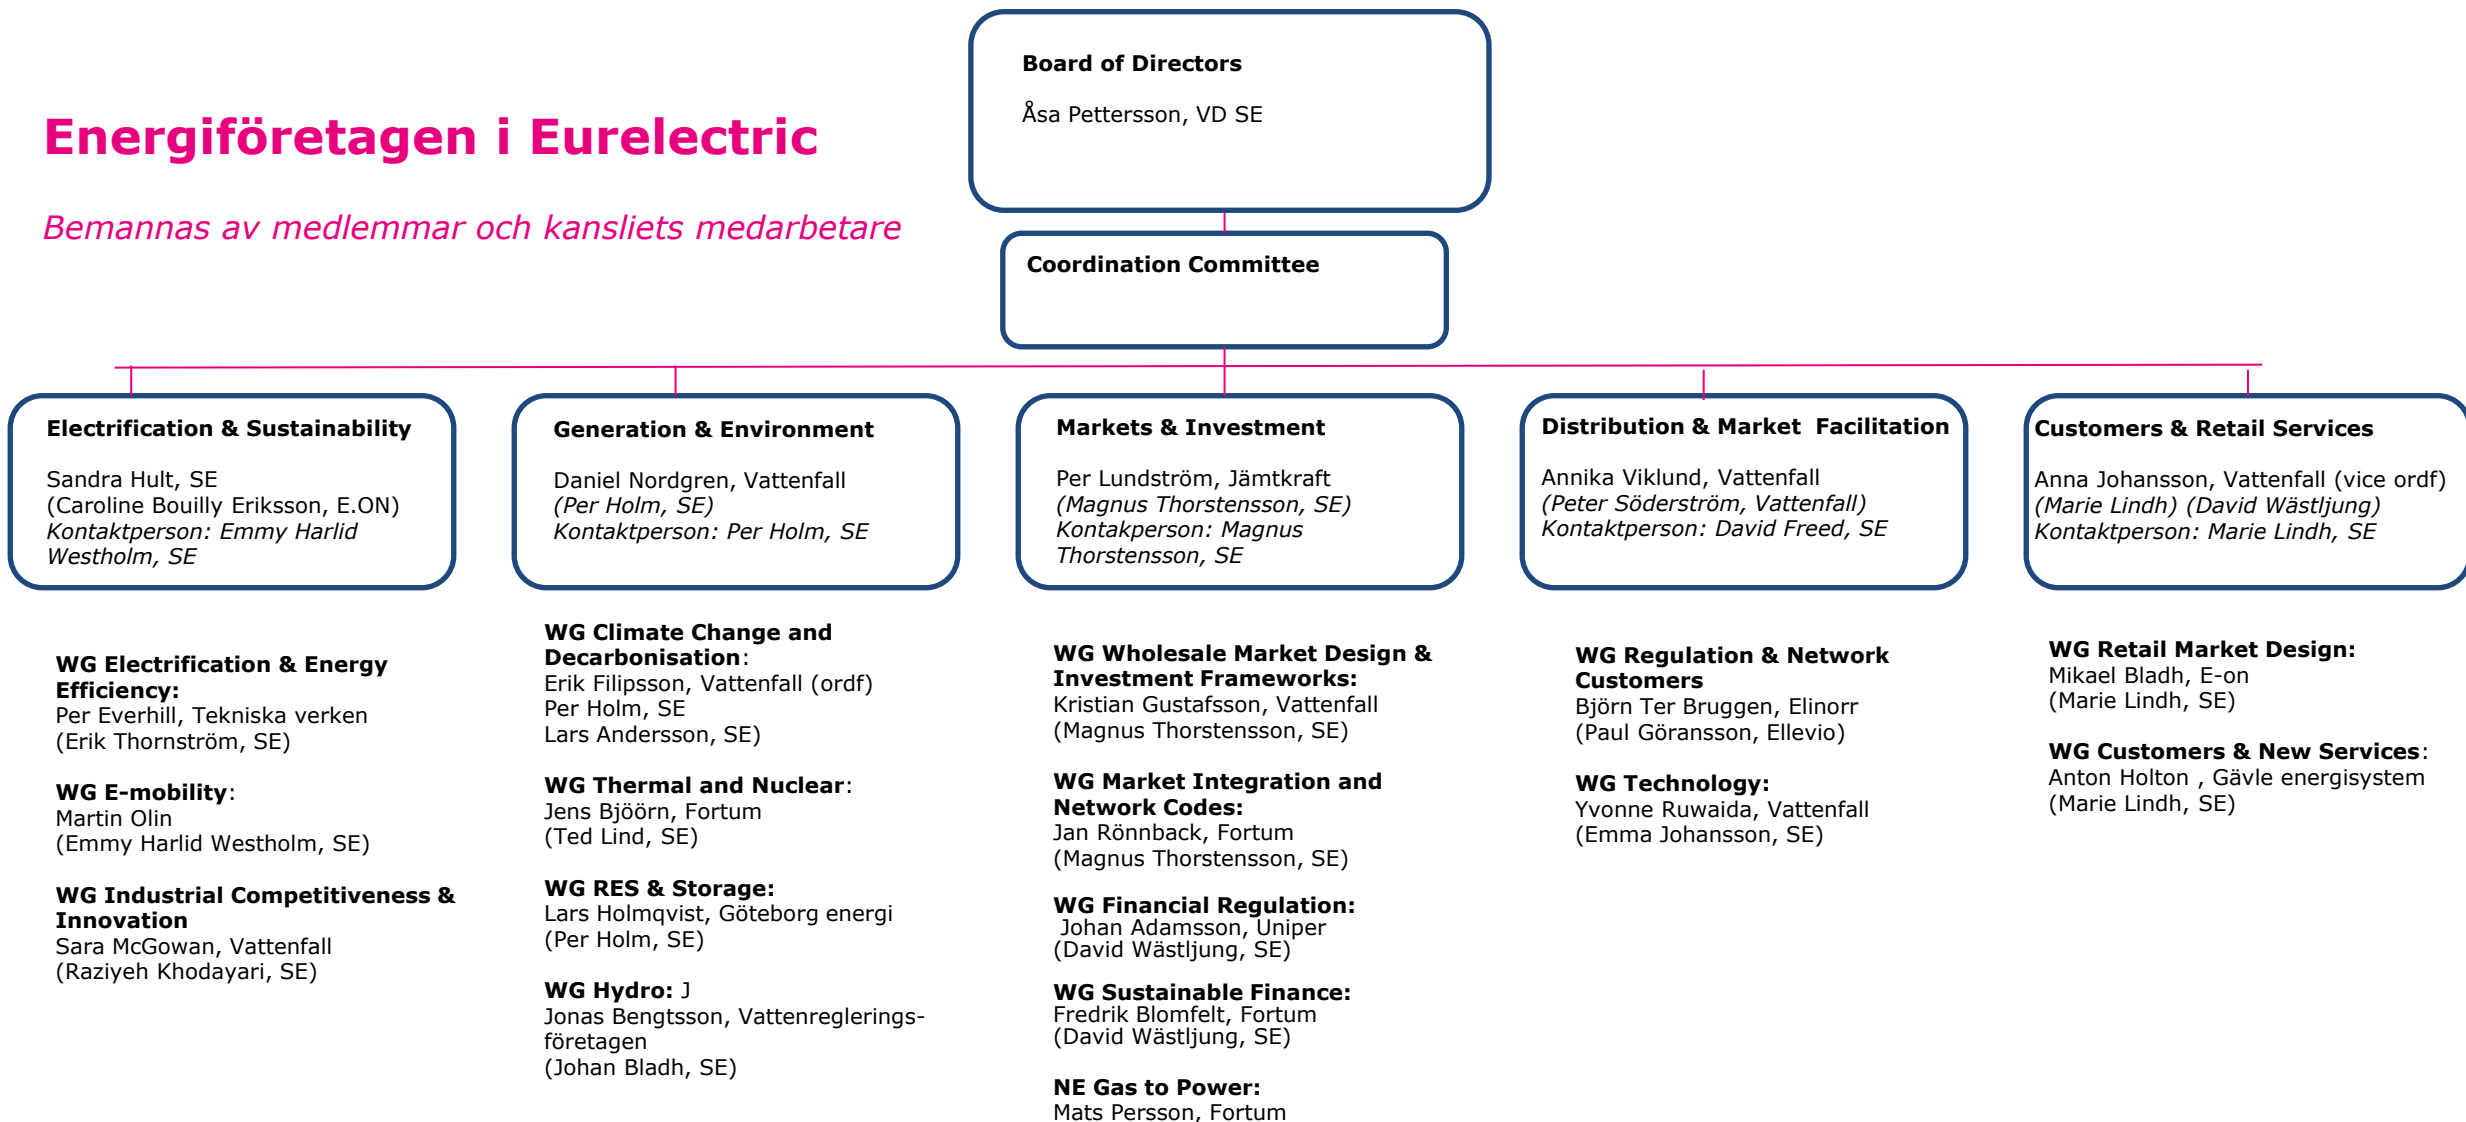 Energiföretagen i Eurelectric
Bemannas av medlemmar och kansliets medarbetare
Board of Directors
Åsa Pettersson, VD SE
Coordination Committee
Electrification & Sustainability
Sandra Hult, SE
(Caroline Bouilly Eriksson, E.ON)
Kontaktperson: Emmy Harlid
Westholm, SE
Generation & Environment
Daniel Nordgren, Vattenfall
(Per Holm, SE)
Kontaktperson: Per Holm, SE
Markets & Investment
Per Lundström, Jämtkraft
(Magnus Thorstensson, SE)
Kontakperson: Magnus
Thorstensson, SE
Distribution & Market Facilitation
Annika Viklund, Vattenfall
(Peter Söderström, Vattenfall)
Kontaktperson: David Freed, SE
Customers & Retail Services
Anna Johansson, Vattenfall (vice ordf)
(Marie Lindh) (David Wästljung)
Kontaktperson: Marie Lindh, SE
WG Electrification & Energy
Efficiency:
Per Everhill, Tekniska verken
(Erik Thornström, SE)
WG E-mobility:
Martin Olin
(Emmy Harlid Westholm, SE)
WG Industrial Competitiveness &
Innovation
Sara McGowan, Vattenfall
(Raziyeh Khodayari, SE)
WG Climate Change and
Decarbonisation:
Erik Filipsson, Vattenfall (ordf)
Per Holm, SE
Lars Andersson, SE)
WG Thermal and Nuclear:
Jens Bjöörn, Fortum
(Ted Lind, SE)
WG RES & Storage:
Lars Holmqvist, Göteborg energi
(Per Holm, SE)
WG Hydro: J
Jonas Bengtsson, Vattenreglerings-
företagen
(Johan Bladh, SE)
WG Wholesale Market Design &
Investment Frameworks:
Kristian Gustafsson, Vattenfall
(Magnus Thorstensson, SE)
WG Market Integration and
Network Codes:
Jan Rönnback, Fortum
(Magnus Thorstensson, SE)
WG Financial Regulation:
Johan Adamsson, Uniper
(David Wästljung, SE)
WG Sustainable Finance:
Fredrik Blomfelt, Fortum
(David Wästljung, SE)
NE Gas to Power:
Mats Persson, Fortum
WG Regulation & Network
Customers
Björn Ter Bruggen, Elinorr
(Paul Göransson, Ellevio)
WG Technology:
Yvonne Ruwaida, Vattenfall
(Emma Johansson, SE)
WG Retail Market Design:
Mikael Bladh, E-on
(Marie Lindh, SE)
WG Customers & New Services:
Anton Holton , Gävle energisystem
(Marie Lindh, SE)